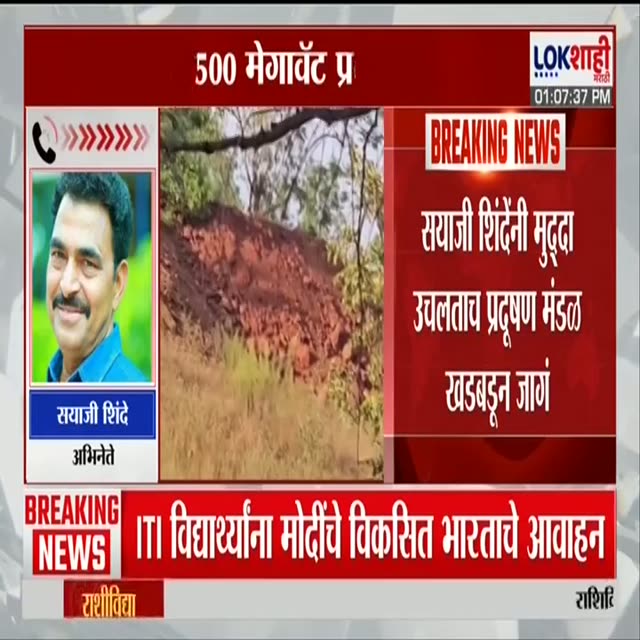 500 मेगावॅट प्र
LOKशाही
मराठी
01:07:37 PM
BREAKING NEWS
सयाजी शिंदेंनी मुद्दा
उचलताच प्रदूषण मंडळ
खडबडून जागं
सयाजी शिंदे
अभिनेते
BREAKING
NEWS
ITI विद्यार्थ्यांना मोदींचे विकसित भारताचे आवाहन
राशीविद्या